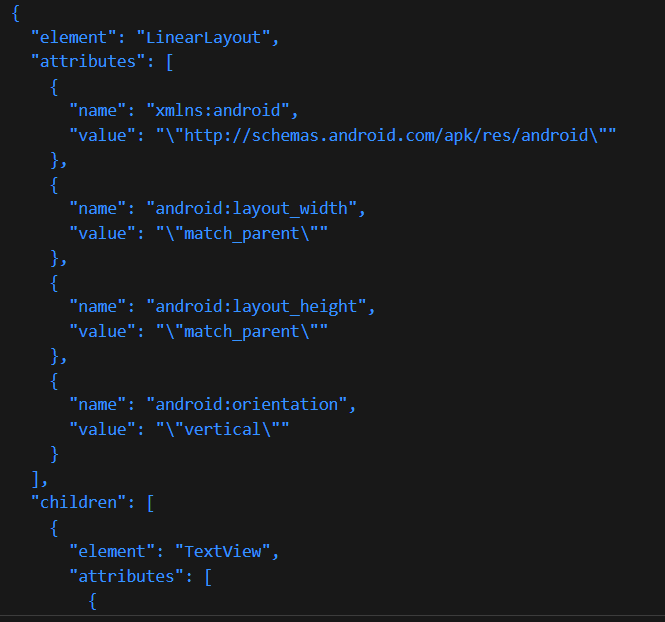 {
  "element": "LinearLayout",
  "attributes": [
    {
      "name": "xmlns:android",
      "value": "\"http://schemas.android.com/apk/res/android\""
    },
    {
      "name": "android:layout_width",
      "value": "\"match_parent\""
    },
    {
      "name": "android:layout_height",
      "value": "\"match_parent\""
    },
    {
      "name": "android:orientation",
      "value": "\"vertical\""
    }
  ],
  "children": [
    {
      "element": "TextView",
      "attributes": [
        {